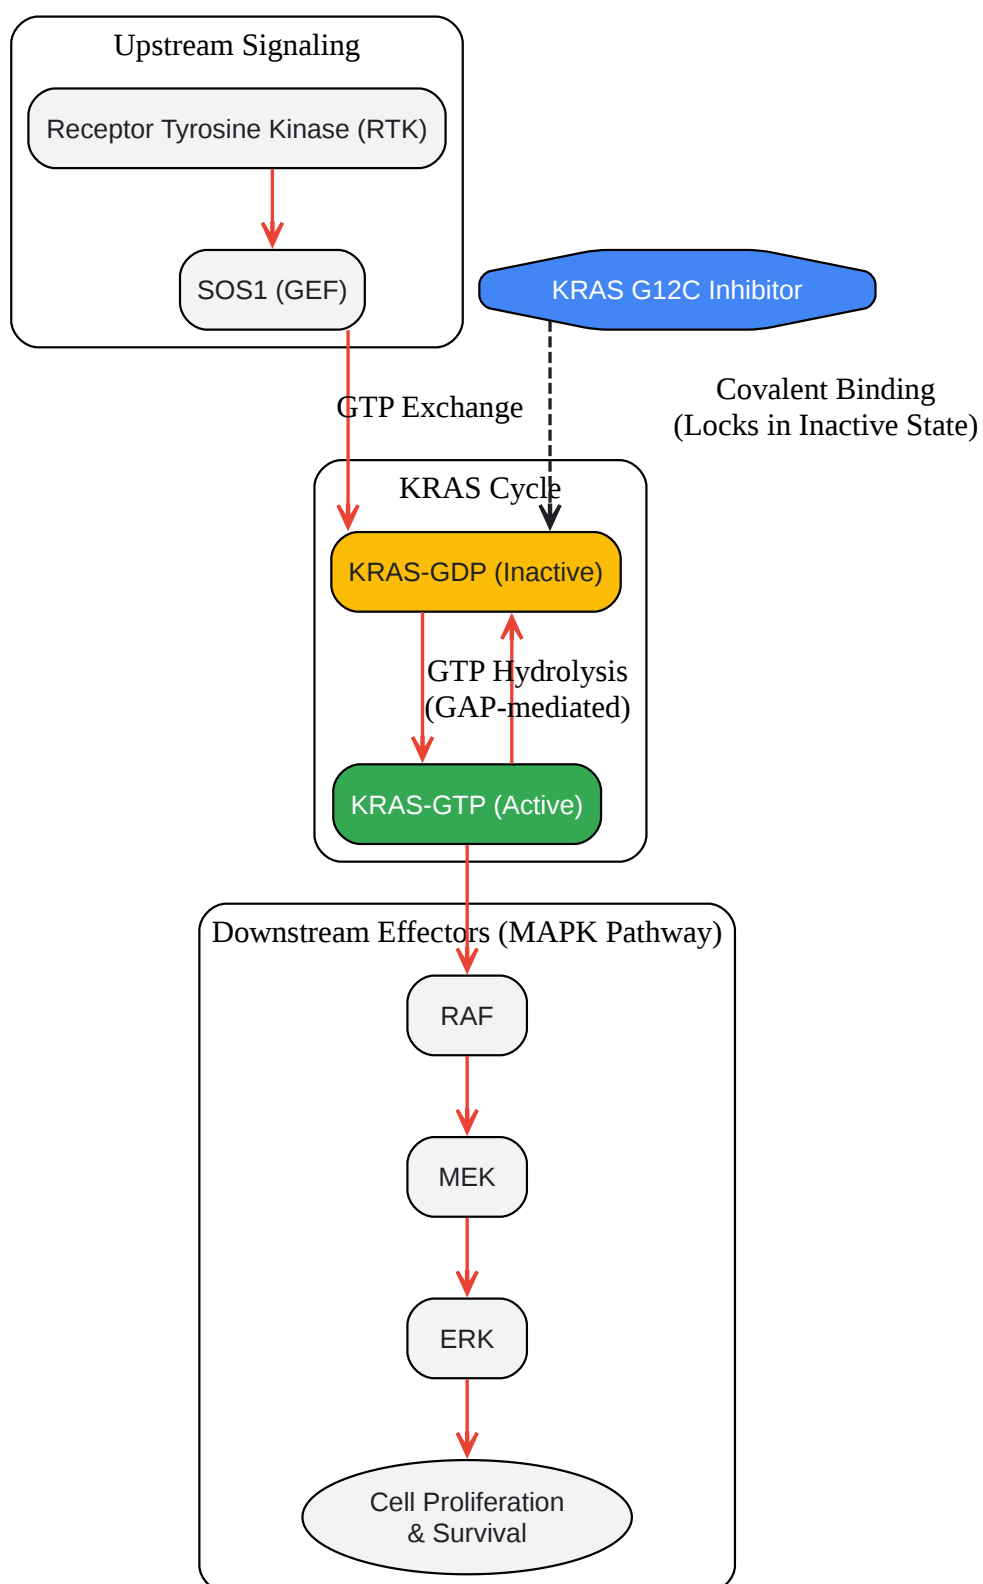 Upstream Signaling
Receptor Tyrosine Kinase (RTK)
SOS1 (GEF)
KRAS G12C Inhibitor
GTP Exchange
Covalent Binding
(Locks in Inactive State)
KRAS Cycle
KRAS-GDP (Inactive)
GTP Hydrolysis
(GAP-mediated)
KRAS-GTP (Active)
Downstream Effectors (MAPK Pathway)
RAF
MEK
ERK
Cell Proliferation
& Survival